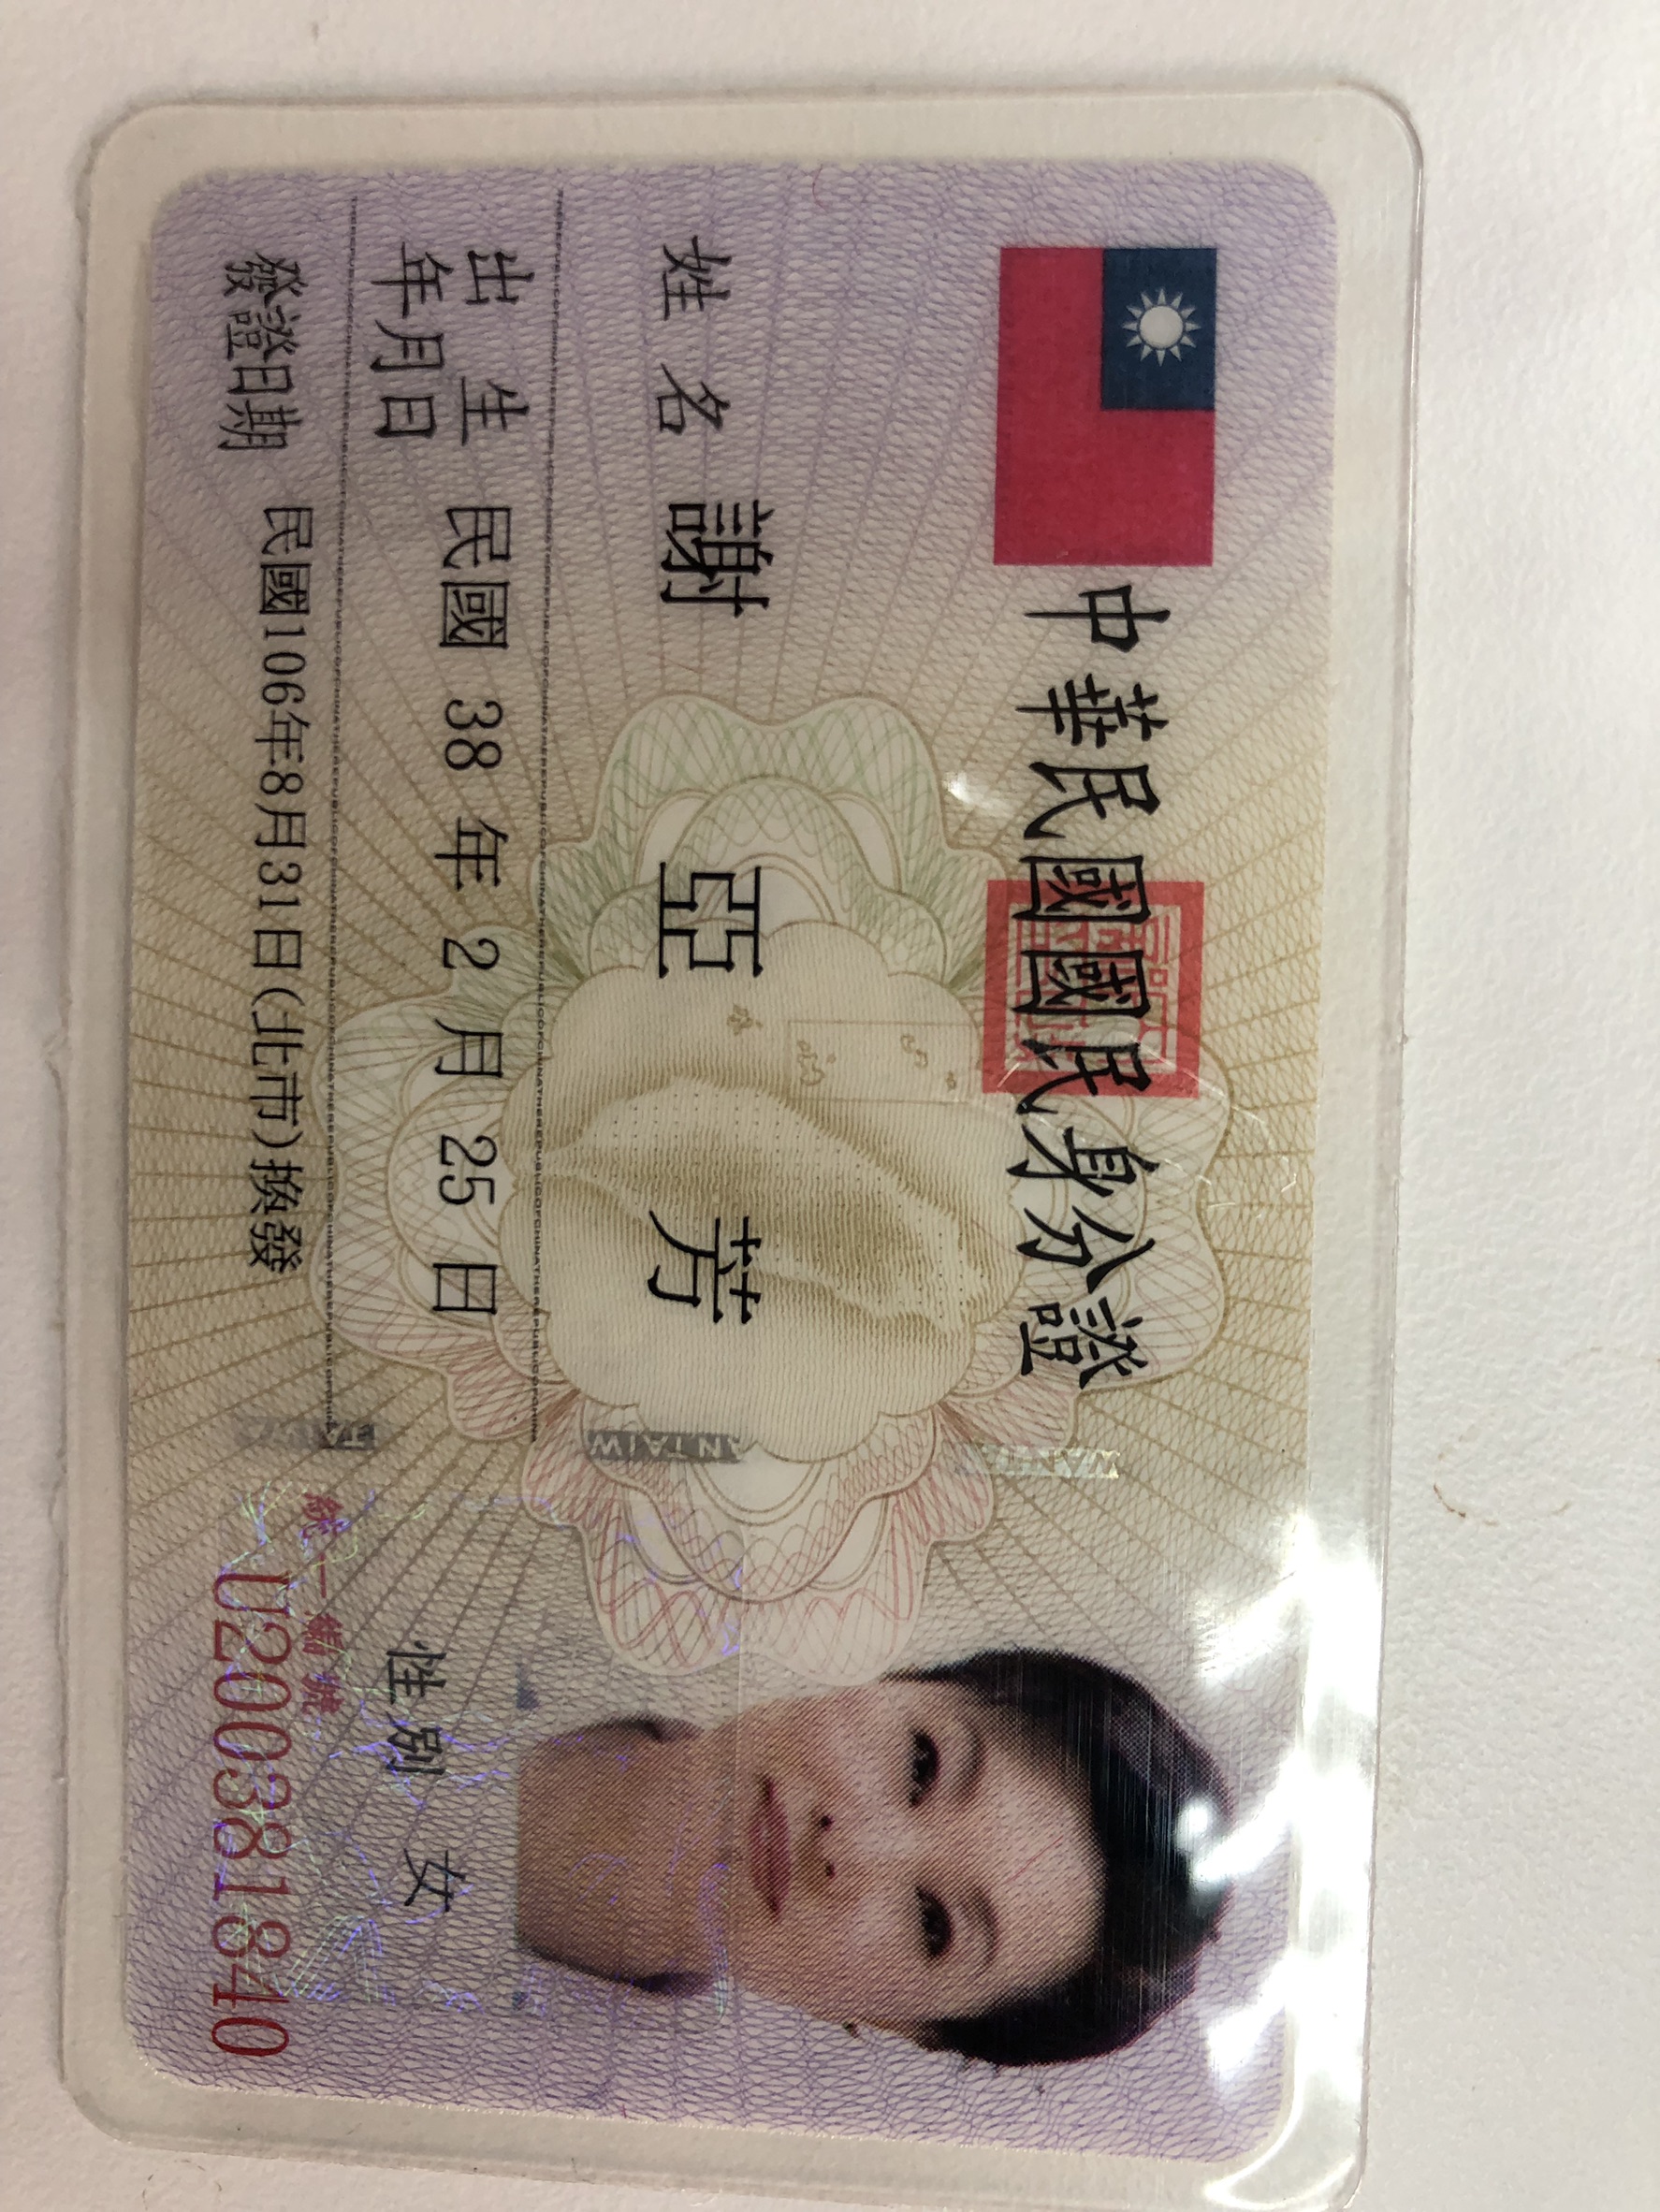 中華民國國民身分證
姓名 謝 亞 芳
出生
年月日 民國 38 年 2 月 25 日
性別 女
發證日期 民國106年8月31日(北市)換發
統一編號
U200381840
TAIWAN TAIWAN